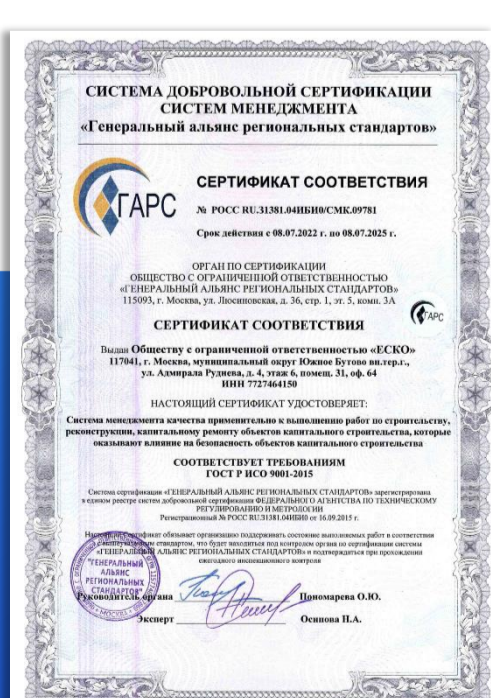 СИСТЕМА ДОБРОВОЛЬНОЙ СЕРТИФИКАЦИИ
СИСТЕМ МЕНЕДЖМЕНТА
«Генеральный альянс региональных стандартов»
ГАРС
СЕРТИФИКАТ СООТВЕТСТВИЯ
№ РОСС RU.31381.04ИБИ0/СМК.09781
Срок действия с 08.07.2022 г. по 08.07.2025 г.
ОРГАН ПО СЕРТИФИКАЦИИ
ОБЩЕСТВО С ОГРАНИЧЕННОЙ ОТВЕТСТВЕННОСТЬЮ
«ГЕНЕРАЛЬНЫЙ АЛЬЯНС РЕГИОНАЛЬНЫХ СТАНДАРТОВ»
115093, г. Москва, ул. Люсиновская, д. 36, стр. 1, эт. 5, комн. 3А
ГАРС
СЕРТИФИКАТ СООТВЕТСТВИЯ
Выдан Обществу с ограниченной ответственностью «ЕСКО»
117041, г. Москва, муниципальный округ Южное Бутово вн.тер.г.,
ул. Адмирала Руднева, д. 4, этаж 6, помещ. 31, оф. 64
ИНН 7727464150
НАСТОЯЩИЙ СЕРТИФИКАТ УДОСТОВЕРЯЕТ:
Система менеджмента качества применительно к выполнению работ по строительству,
реконструкции, капитальному ремонту объектов капитального строительства, которые
оказывают влияние на безопасность объектов капитального строительства
СООТВЕТСТВУЕТ ТРЕБОВАНИЯМ
ГОСТ Р ИСО 9001-2015
Система сертификации «ГЕНЕРАЛЬНЫЙ АЛЬЯНС РЕГИОНАЛЬНЫХ СТАНДАРТОВ» зарегистрирована
в едином реестре систем добровольной сертификации ФЕДЕРАЛЬНОГО АГЕНТСТВА ПО ТЕХНИЧЕСКОМУ
РЕГУЛИРОВАНИЮ И МЕТРОЛОГИИ
Регистрационный № РОСС RU.31381.04ИБИ0 от 16.09.2015 г.
Настоящий сертификат обязывает организацию поддерживать состояние выполняемых работ в соответствии
с вышеуказанным стандартом, что будет находиться под контролем органа по сертификации системы
«ГЕНЕРАЛЬНЫЙ АЛЬЯНС РЕГИОНАЛЬНЫХ СТАНДАРТОВ» и подтверждаться при прохождении
ежегодного инспекционного контроля
"ГЕНЕРАЛЬНЫЙ
АЛЬЯНС
РЕГИОНАЛЬНЫХ
СТАНДАРТОВ"
МОСКВА
Руководитель органа Пономарева О.Ю.
Эксперт Осипова Н.А.